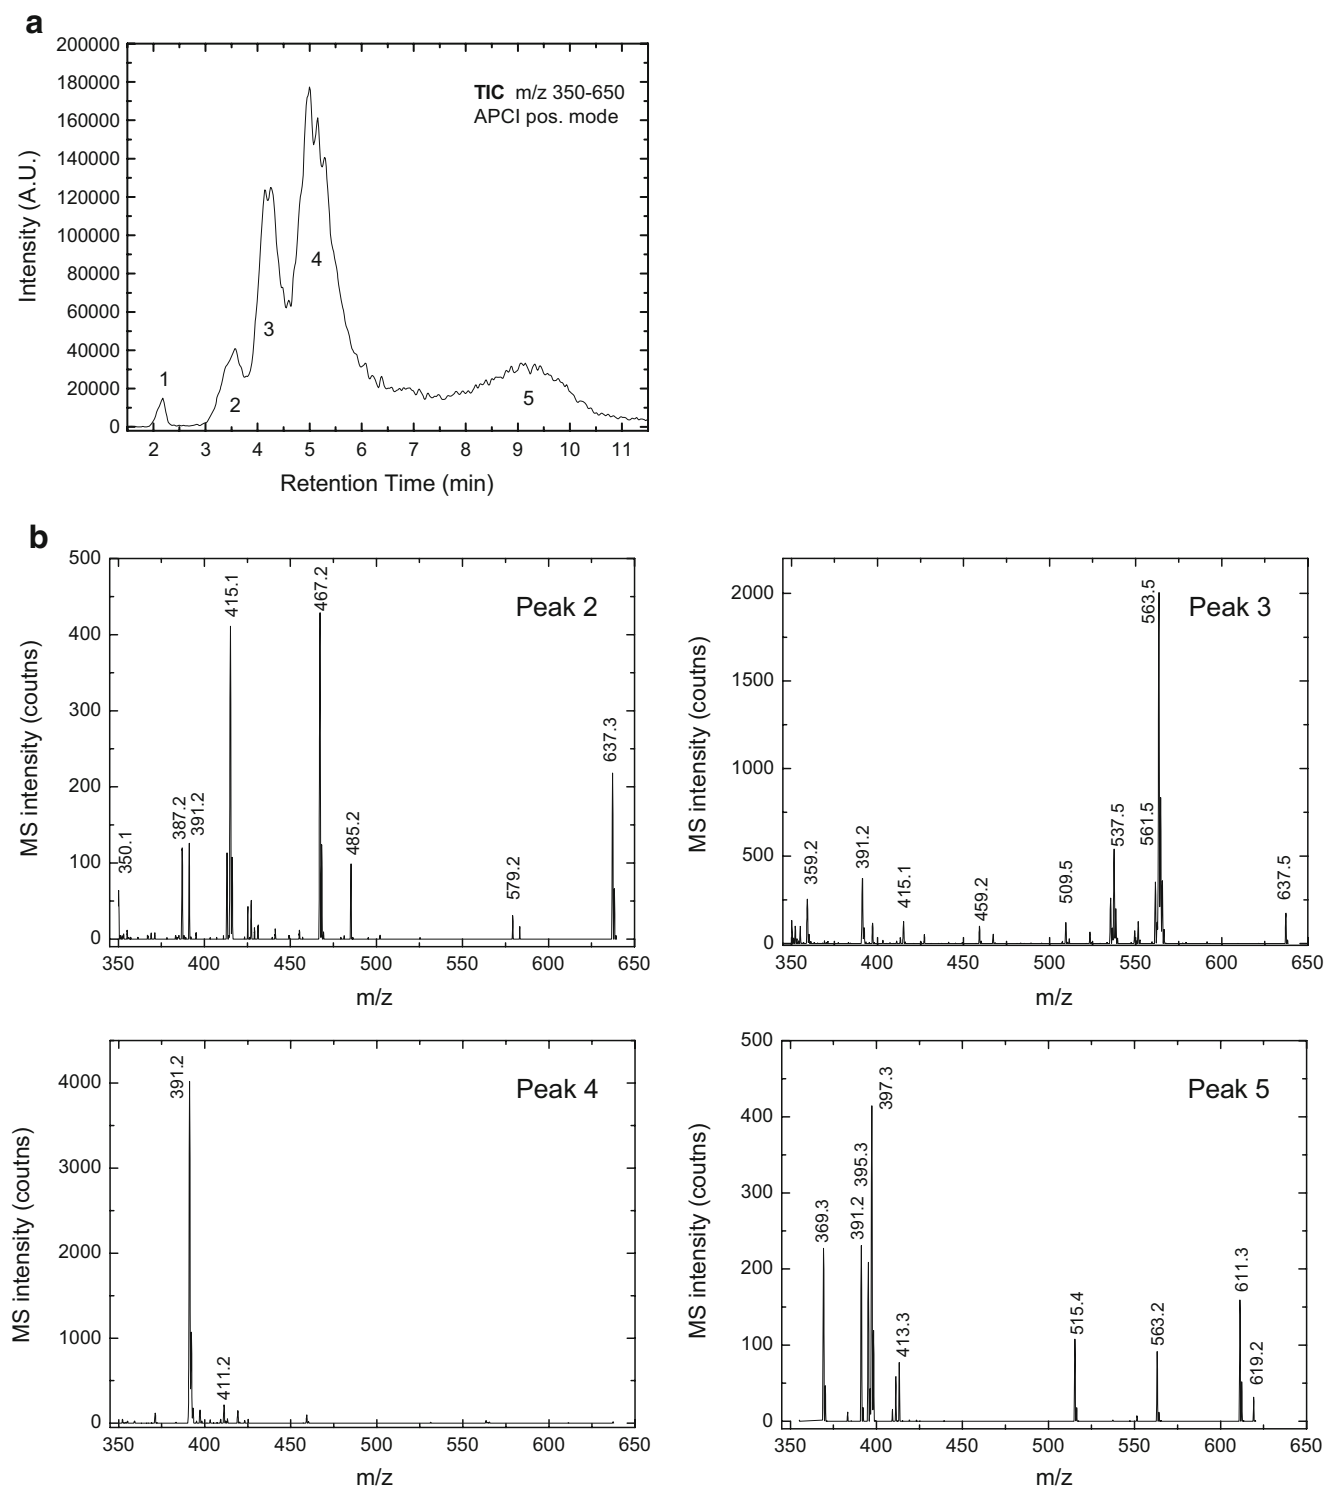 a
200000
180000
160000
140000
120000
100000
80000
60000
40000
20000
0
Intensity (A.U.)
TIC m/z 350-650
APCI pos. mode
1
2
3
4
5
2 3 4 5 6 7 8 9 10 11
Retention Time (min)
b
500
400
300
200
100
0
MS intensity (coutns)
Peak 2
350.1
387.2
391.2
415.1
467.2
485.2
579.2
637.3
350 400 450 500 550 600 650
m/z
2000
1500
1000
500
0
MS intensity (coutns)
Peak 3
359.2
391.2
415.1
459.2
509.5
537.5
561.5
563.5
637.5
350 400 450 500 550 600 650
m/z
4000
3000
2000
1000
0
MS intensity (coutns)
Peak 4
391.2
411.2
350 400 450 500 550 600 650
m/z
500
400
300
200
100
0
MS intensity (coutns)
Peak 5
369.3
391.2
395.3
397.3
413.3
515.4
563.2
611.3
619.2
350 400 450 500 550 600 650
m/z